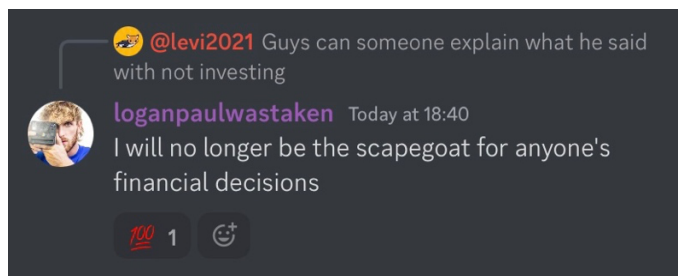 @levi2021 Guys can someone explain what he said
with not investing
loganpaulwastaken Today at 18:40
I will no longer be the scapegoat for anyone's
financial decisions
💯 1